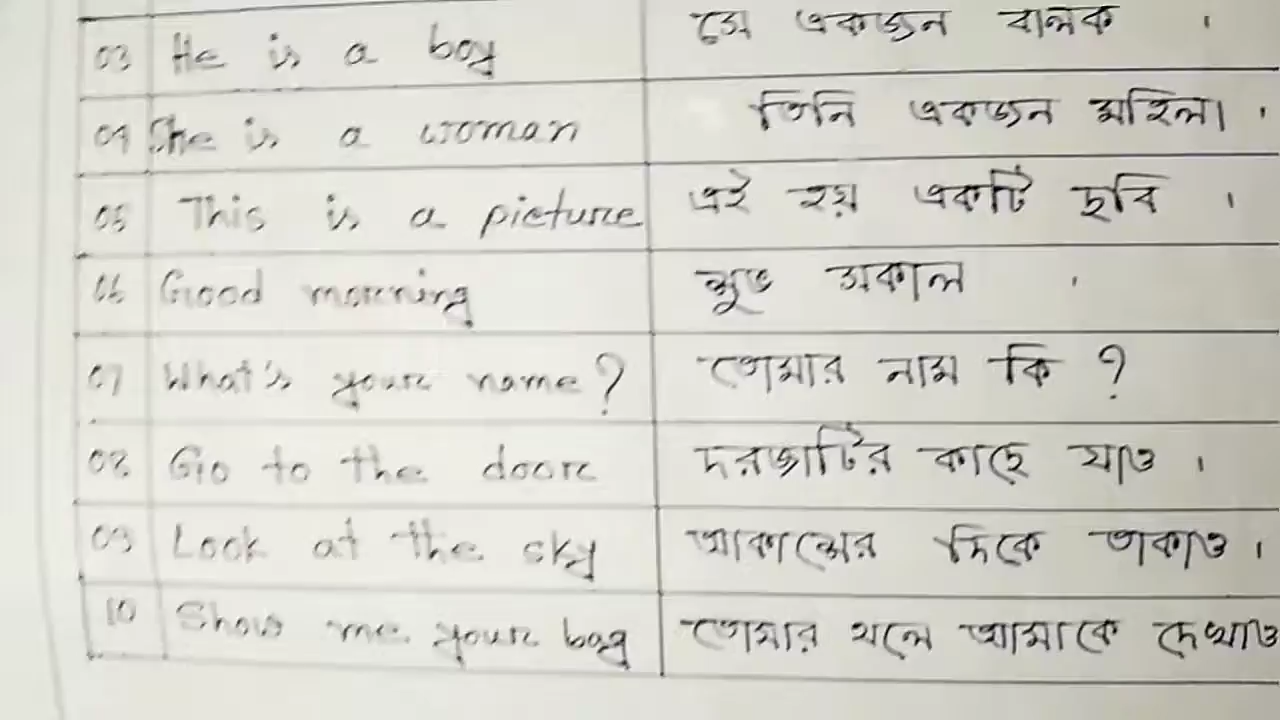 03 He is a boy সে একজন বালক ।
04 She is a woman তিনি একজন মহিলা ।
05 This is a picture এই হয় একটি ছবি ।
06 Good morning শুভ সকাল ।
07 What's your name? তোমার নাম কি ?
08 Go to the door দরজাটির কাছে যাও ।
09 Look at the sky আকাশের দিকে তাকাও ।
10 Show me your bag তোমার থলে আমাকে দেখাও